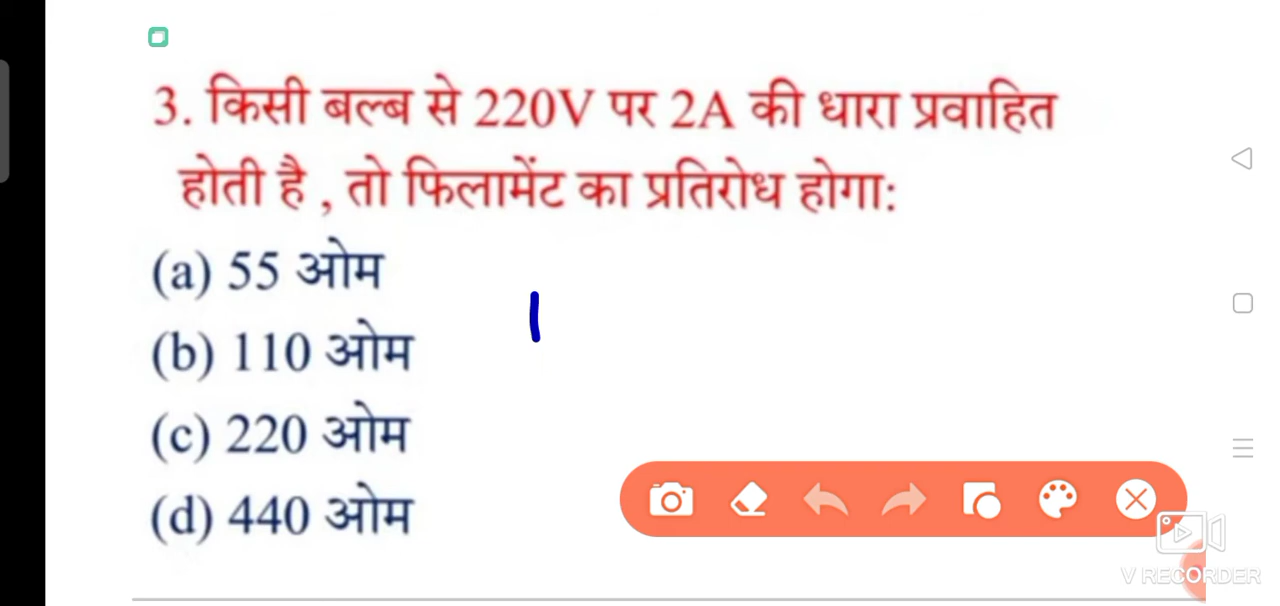 3. किसी बल्ब से 220V पर 2A की धारा प्रवाहित
होती है , तो फिलामेंट का प्रतिरोध होगा:
(a) 55 ओम
(b) 110 ओम
(c) 220 ओम
(d) 440 ओम
V RECORDER